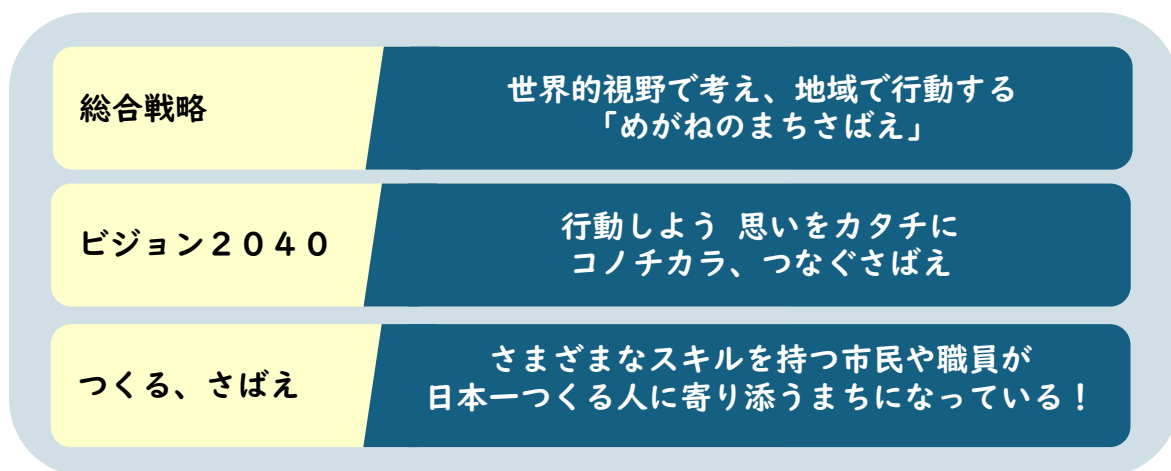 総合戦略
世界的視野で考え、地域で行動する
「めがねのまちさばえ」
ビジョン２０４０
行動しよう 思いをカタチに
コノチカラ、つなぐさばえ
つくる、さばえ
さまざまなスキルを持つ市民や職員が
日本一つくる人に寄り添うまちになっている！